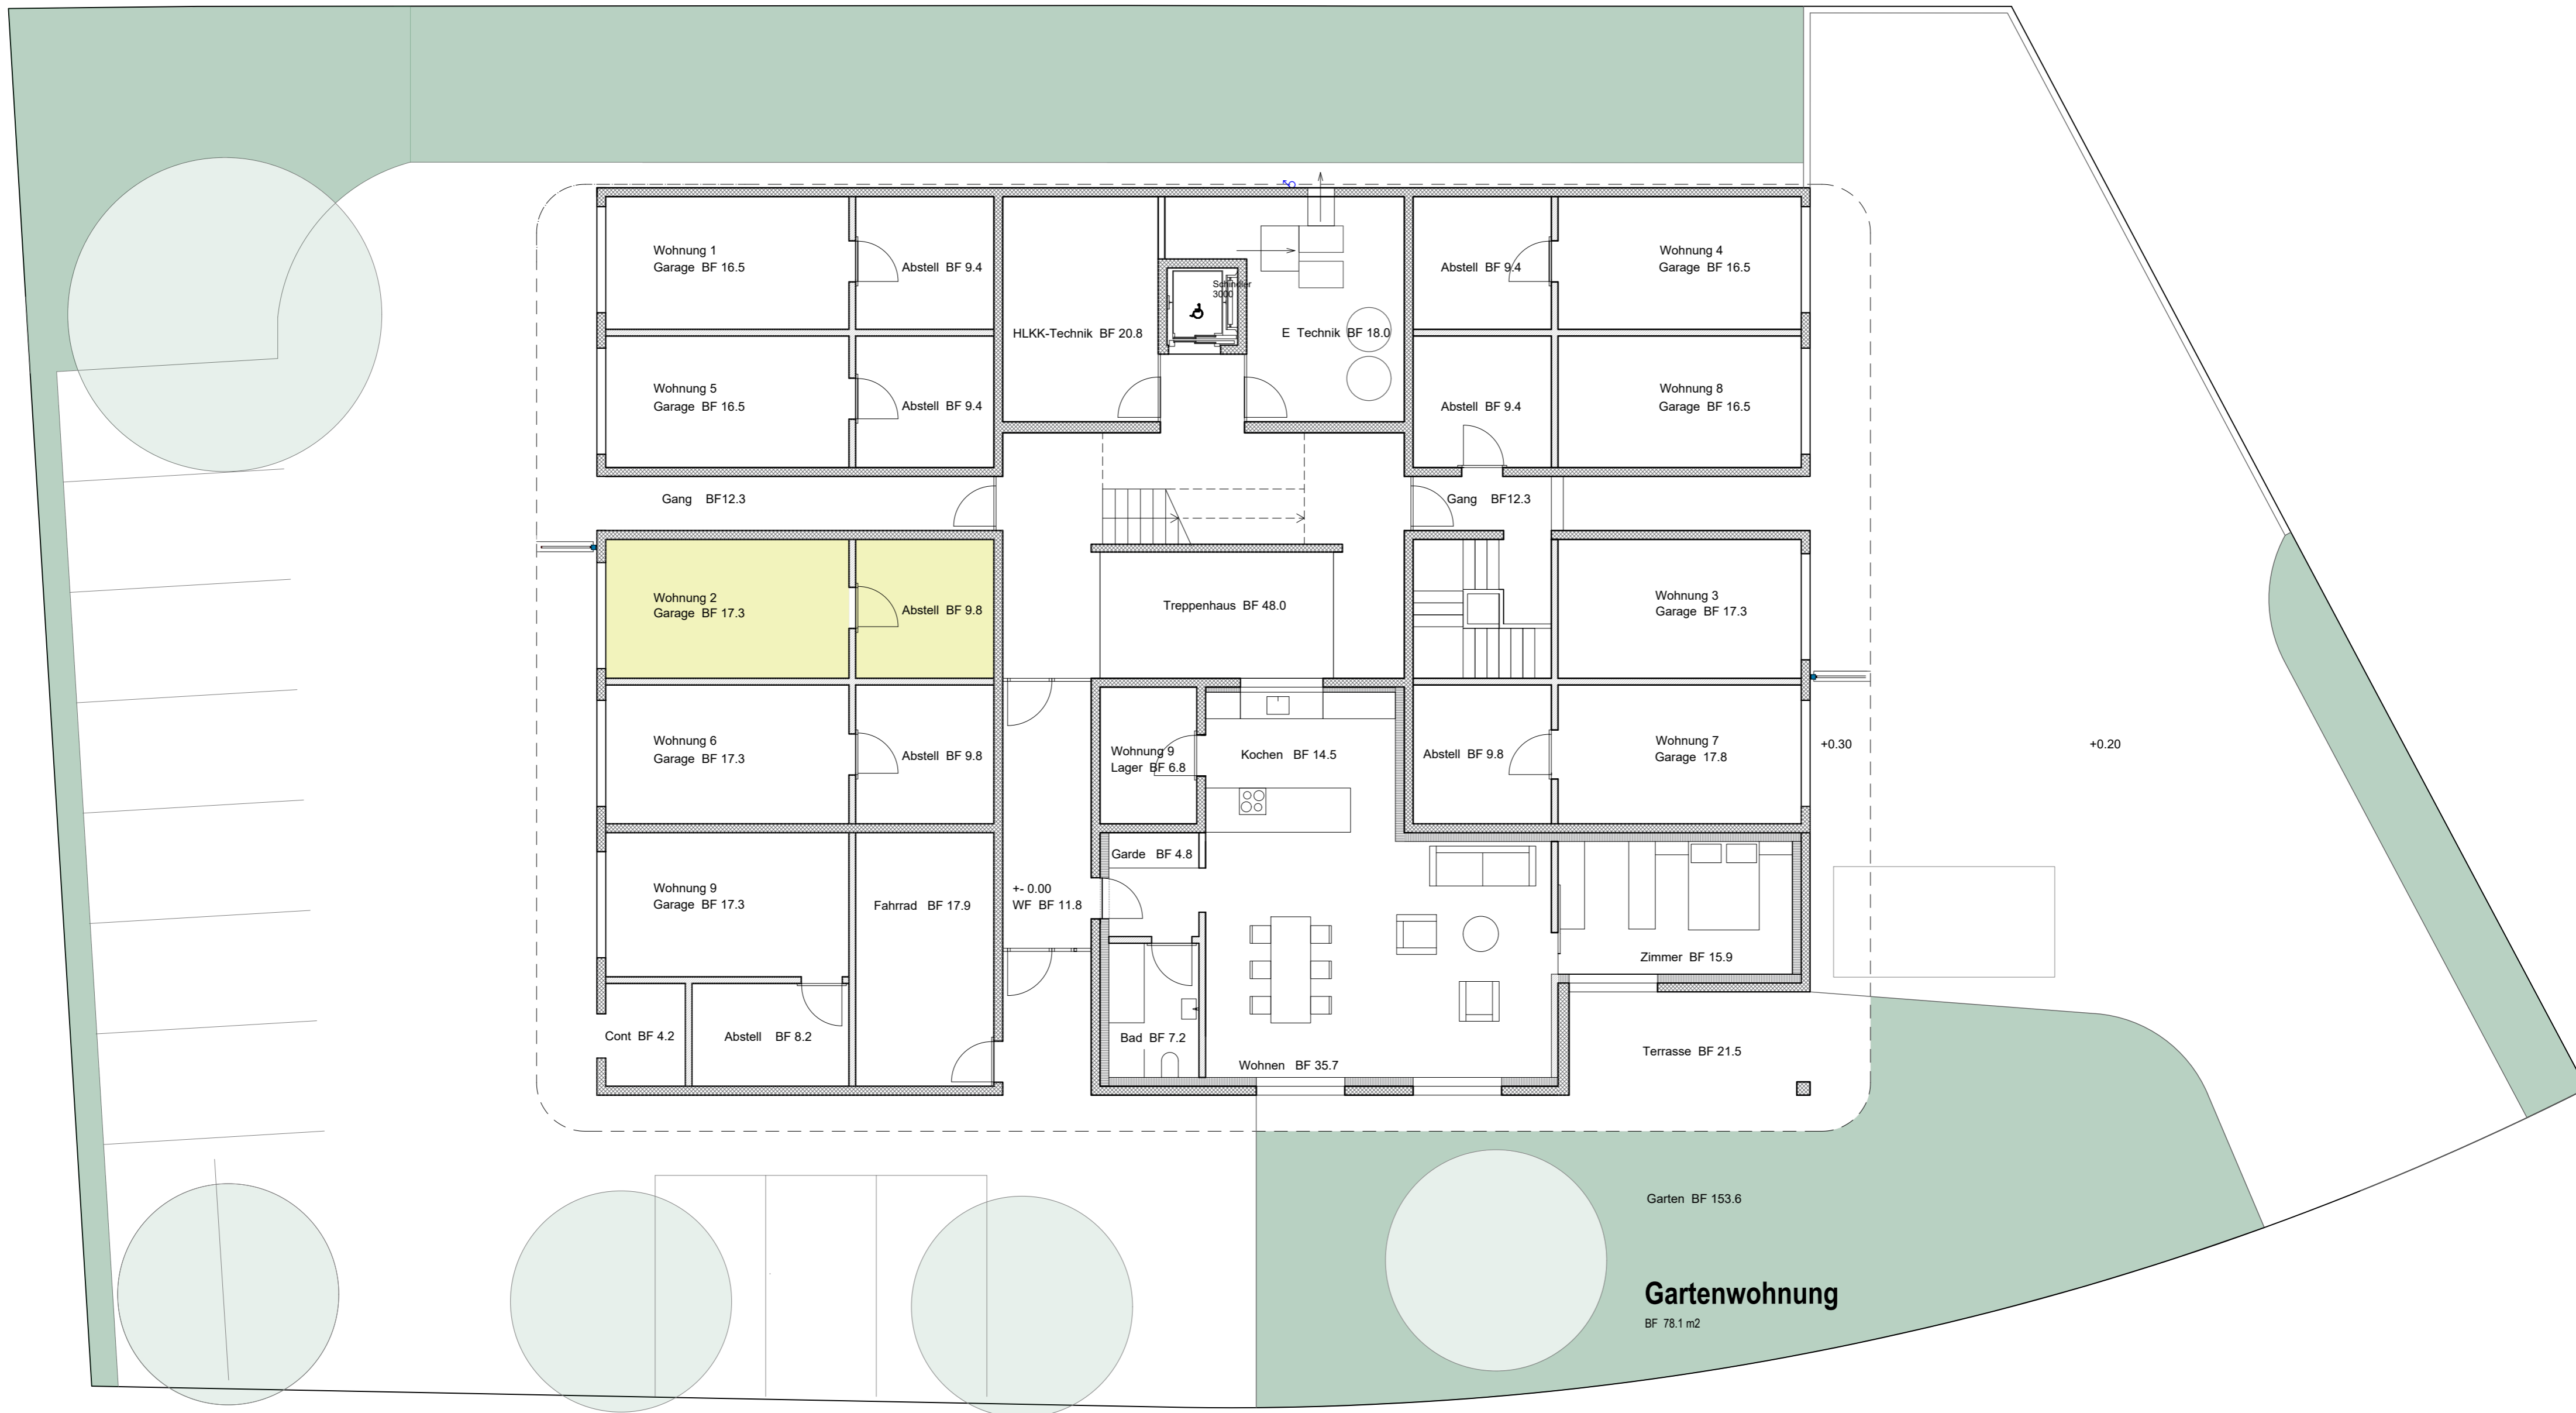 Wohnung 1
Garage  BF 16.5
Abstell  BF 9.4
Schindler
3000
HLKK-Technik  BF 20.8
E  Technik  BF 18.0
Abstell  BF 9.4
Wohnung 4
Garage  BF 16.5
Wohnung 5
Garage  BF 16.5
Abstell  BF 9.4
Abstell  BF 9.4
Wohnung 8
Garage  BF 16.5
Gang    BF12.3
Gang    BF12.3
Wohnung 2
Garage  BF 17.3
Abstell  BF 9.8
Treppenhaus  BF 48.0
Wohnung 3
Garage  BF 17.3
Wohnung 6
Garage  BF 17.3
Abstell  BF 9.8
Wohnung 9
Lager  BF 6.8
Kochen   BF 14.5
Abstell  BF 9.8
Wohnung 7
Garage  17.8
+0.30
+0.20
Garde   BF 4.8
Wohnung 9
Garage  BF 17.3
Fahrrad   BF 17.9
+- 0.00
WF  BF 11.8
Zimmer  BF 15.9
Cont  BF 4.2
Abstell    BF 8.2
Bad  BF 7.2
Wohnen   BF 35.7
Terrasse  BF 21.5
Garten  BF 153.6
Gartenwohnung
BF  78.1 m2